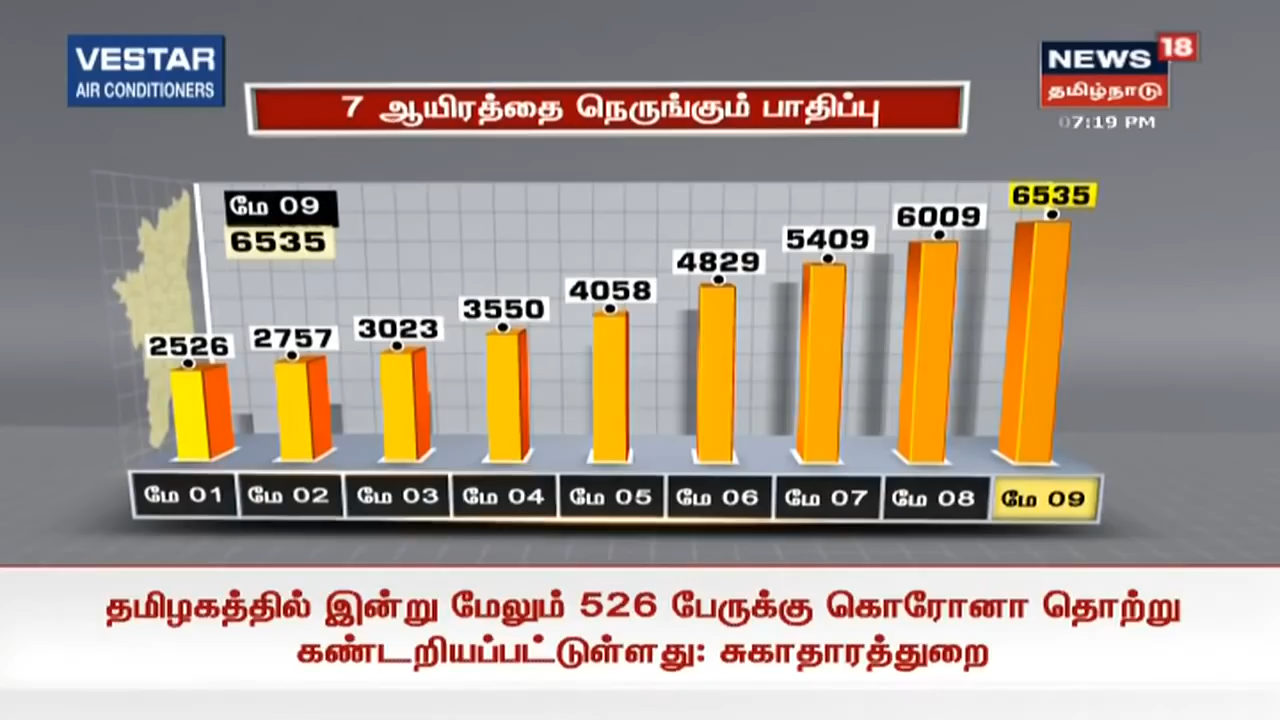 VESTAR
AIR CONDITIONERS
NEWS 18
தமிழ்நாடு
07:19 PM
7 ஆயிரத்தை நெருங்கும் பாதிப்பு
மே 09
6535
2526
2757
3023
3550
4058
4829
5409
6009
6535
மே 01
மே 02
மே 03
மே 04
மே 05
மே 06
மே 07
மே 08
மே 09
தமிழகத்தில் இன்று மேலும் 526 பேருக்கு கொரோனா தொற்று
கண்டறியப்பட்டுள்ளது: சுகாதாரத்துறை